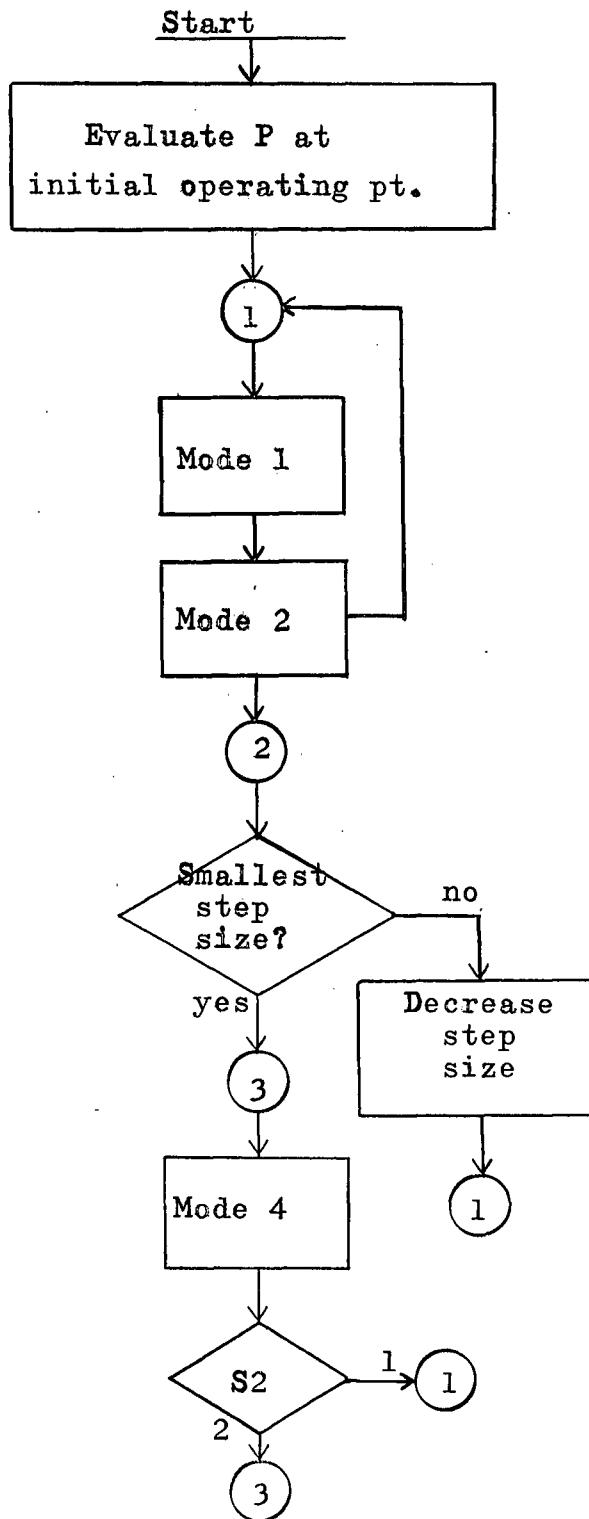 Start
Evaluate P at
initial operating pt.
1
Mode 1
Mode 2
2
Smallest
step
size?
no
yes
Decrease
step
size
3
1
Mode 4
S2
1
1
2
3